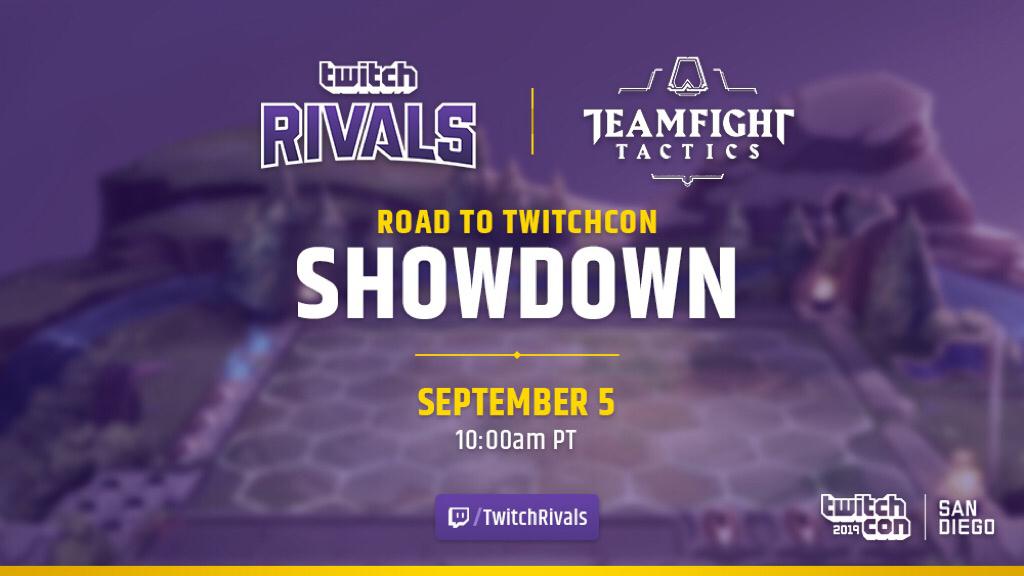 twitch
RIVALS
TEAMFIGHT
TACTICS
ROAD TO TWITCHCON
SHOWDOWN
SEPTEMBER 5
10:00am PT
/TwitchRivals
twitch
2019 con
SAN
DIEGO